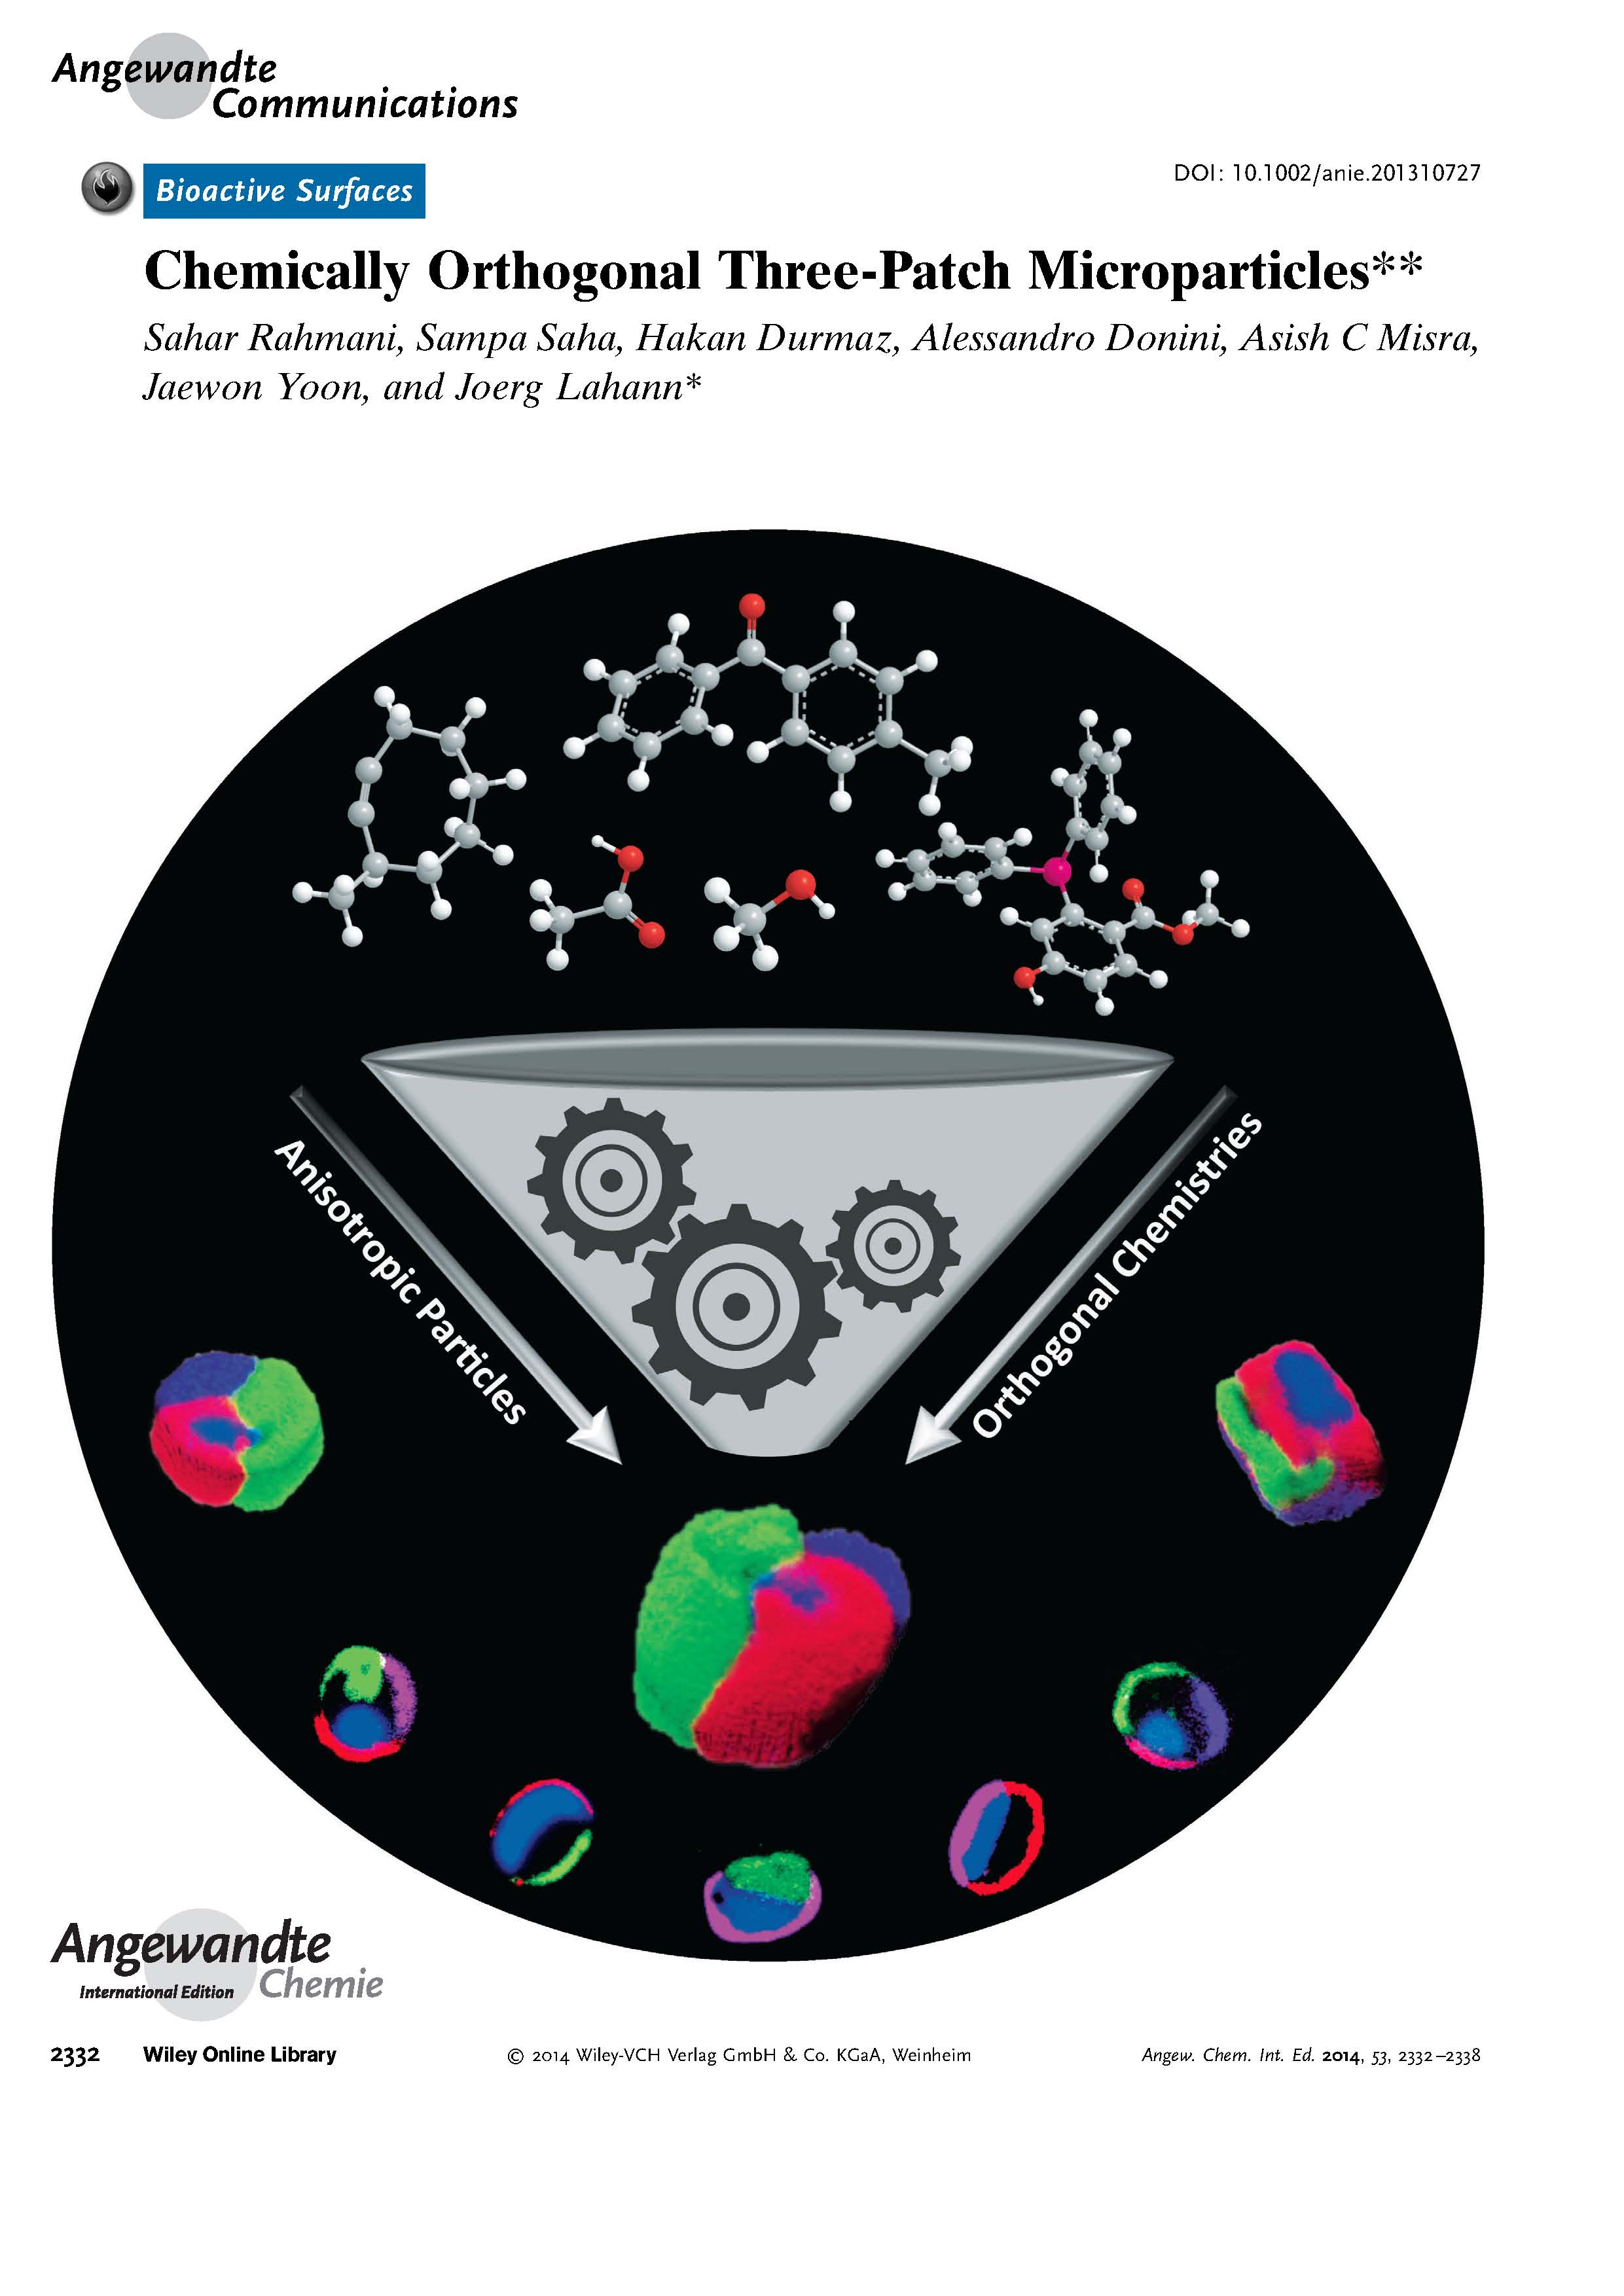 Angewandte
Communications
Bioactive Surfaces
DOI: 10.1002/anie.201310727
Chemically Orthogonal Three-Patch Microparticles**
Sahar Rahmani, Sampa Saha, Hakan Durmaz, Alessandro Donini, Asish C Misra,
Jaewon Yoon, and Joerg Lahann*
Anisotropic Particles
Orthogonal Chemistries
Angewandte
International Edition Chemie
2332 Wiley Online Library © 2014 Wiley-VCH Verlag GmbH & Co. KGaA, Weinheim Angew. Chem. Int. Ed. 2014, 53, 2332–2338